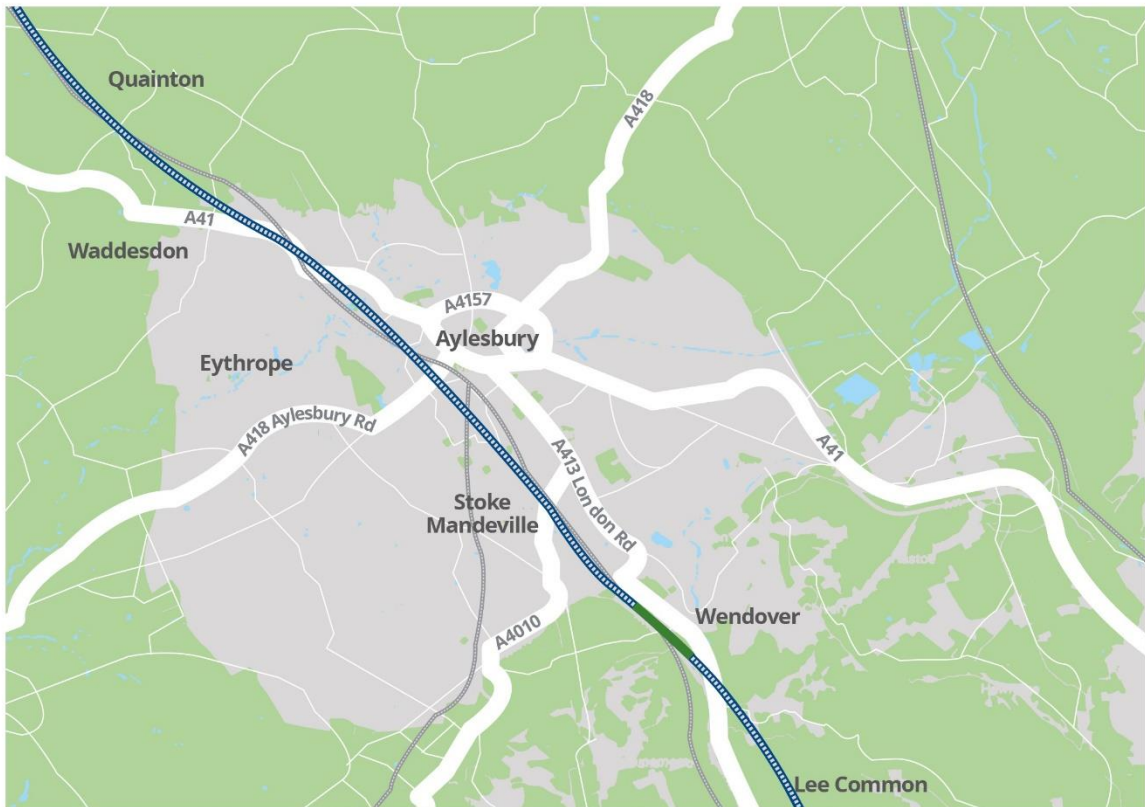 Quainton
A418
A41
Waddesdon
A4157
Aylesbury
Eythrope
A418 Aylesbury Rd
A413 London Rd
A41
Stoke
Mandeville
Wendover
A4010
Lee Common